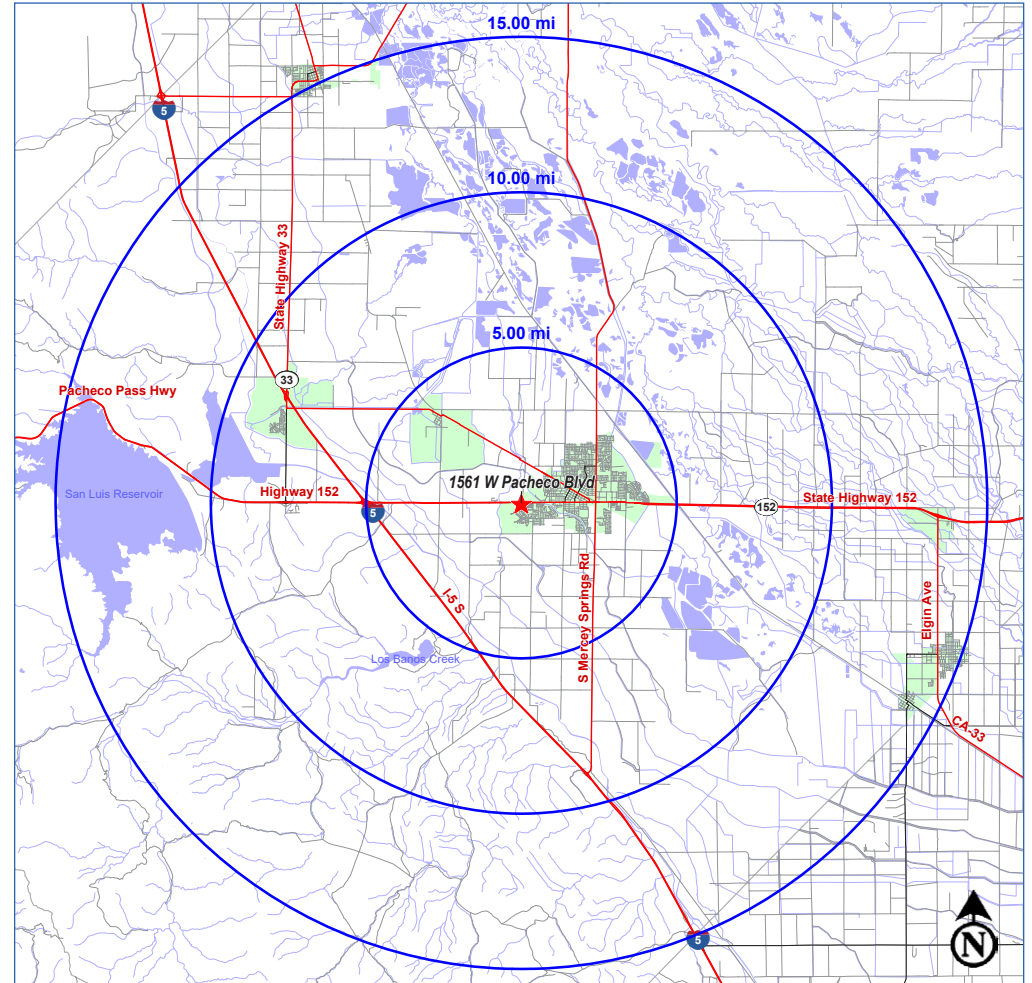 15.00 mi
5
10.00 mi
State Highway 33
5.00 mi
33
Pacheco Pass Hwy
1561 W Pacheco Blvd
San Luis Reservoir
Highway 152
State Highway 152
152
5
I-5 S
S Mercey Springs Rd
Elgin Ave
Los Banos Creek
CA-33
5
N